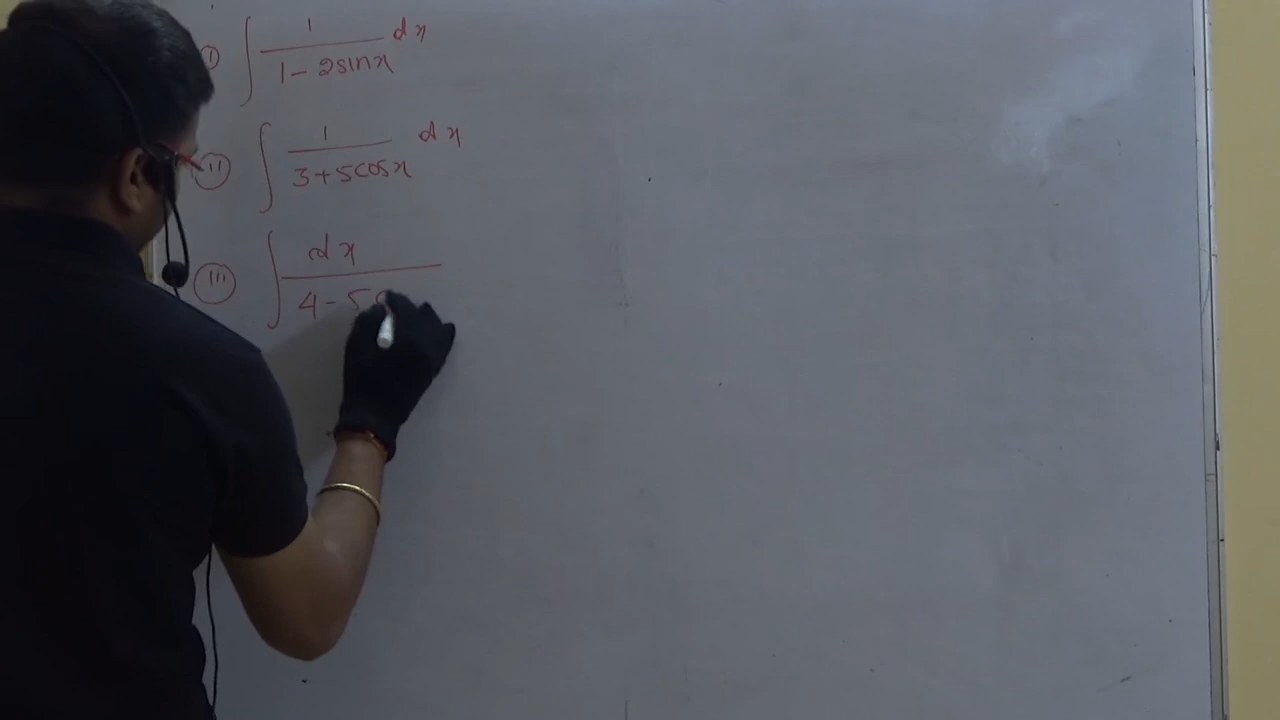 (I) ∫ 1 / (1 - 2sinx) dx
(II) ∫ 1 / (3+5cosx) dx
(III) ∫ dx / (4-5